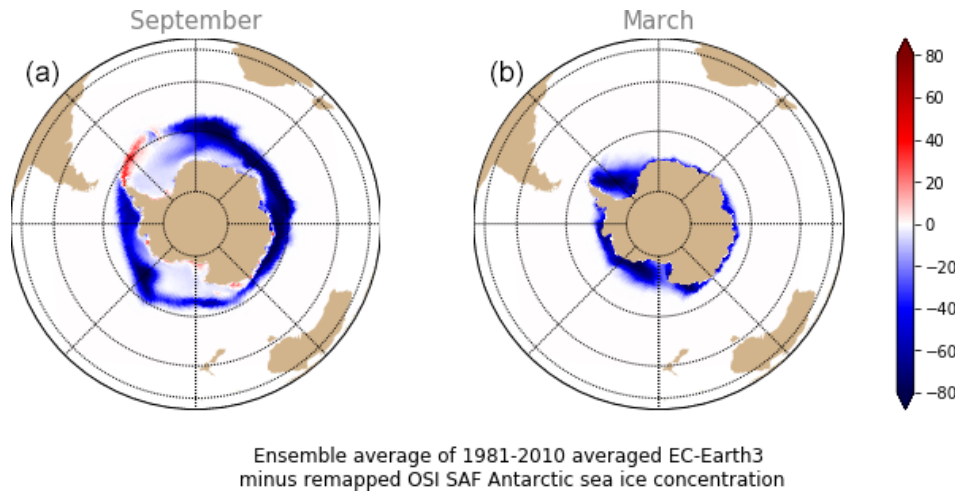 September
March
(a)
(b)
80
60
40
20
0
−20
−40
−60
−80
Ensemble average of 1981-2010 averaged EC-Earth3
minus remapped OSI SAF Antarctic sea ice concentration